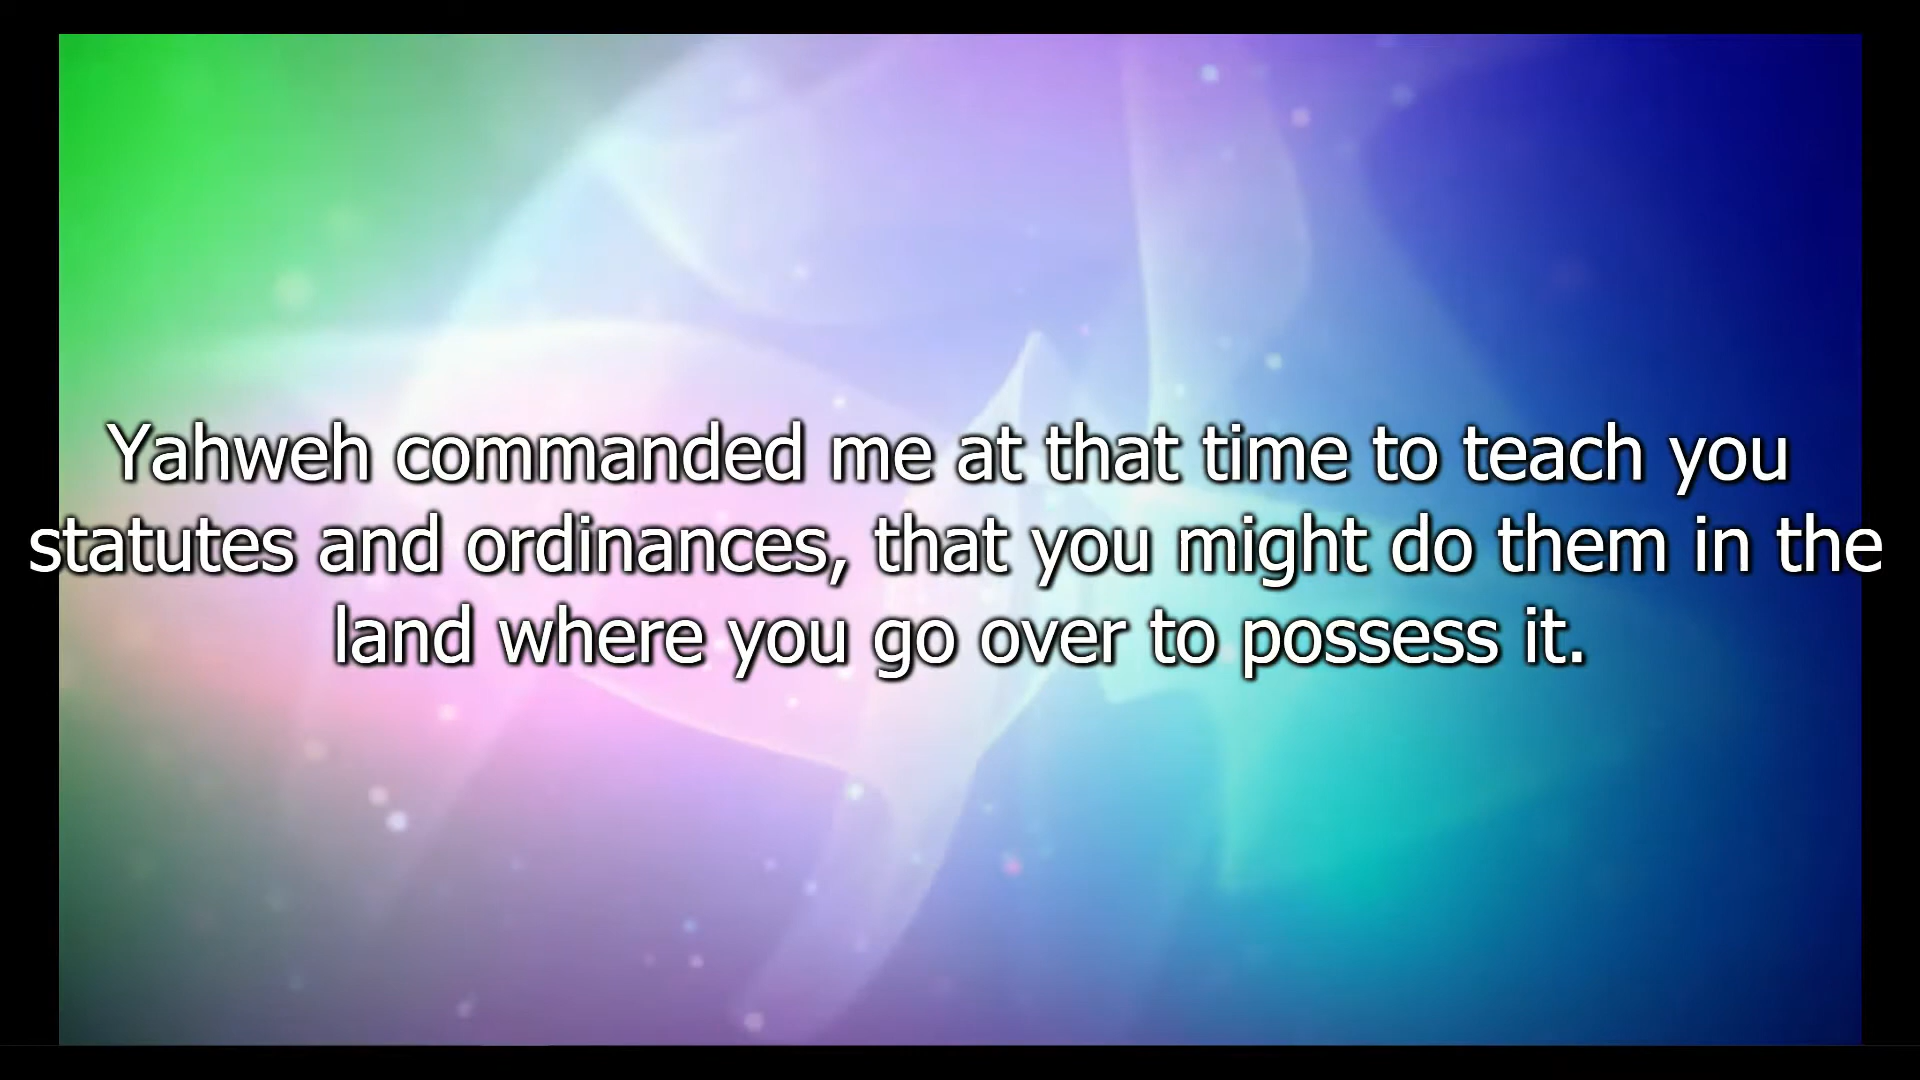 Yahweh commanded me at that time to teach you
statutes and ordinances, that you might do them in the
land where you go over to possess it.